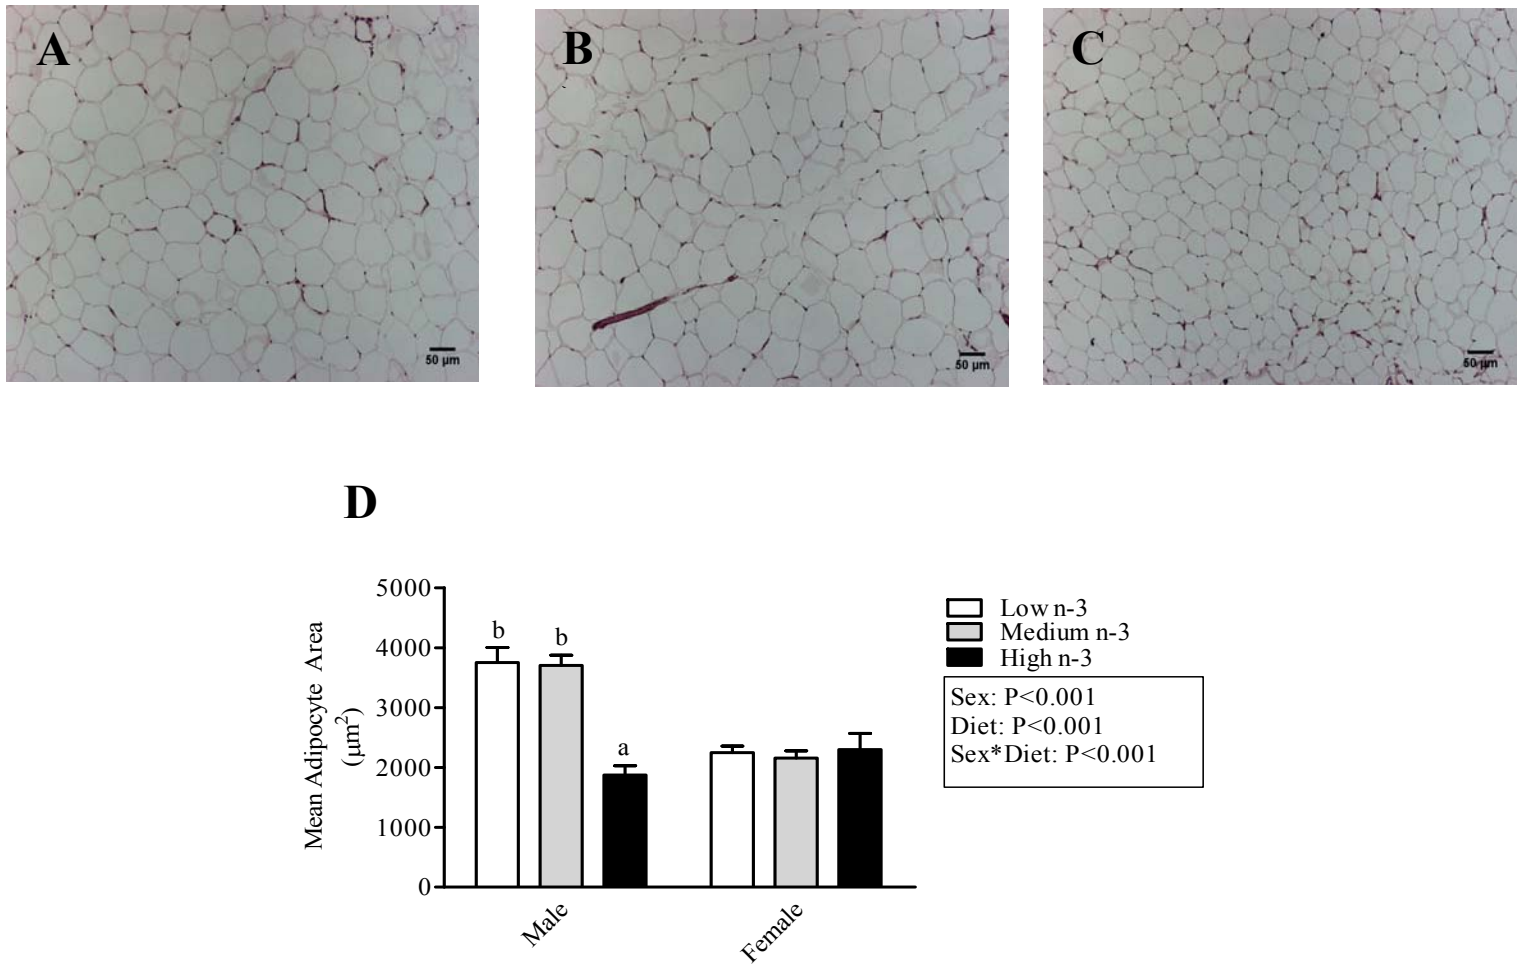 A
B
C
50 μm
50 μm
50 μm
D
5000
4000
3000
2000
1000
0
Mean Adipocyte Area
(μm²)
b
b
a
Male
Female
Low n-3
Medium n-3
High n-3
Sex: P<0.001
Diet: P<0.001
Sex*Diet: P<0.001